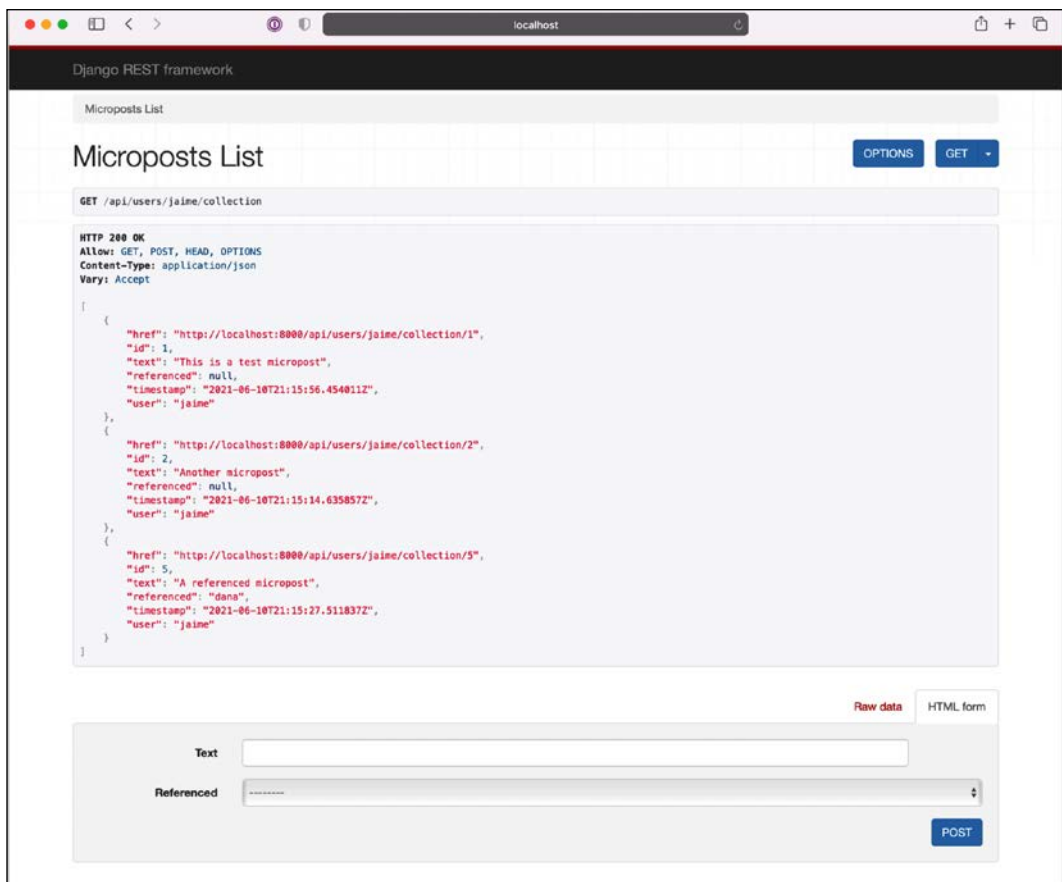 localhost
Django REST framework
Microposts List
Microposts List
OPTIONS GET
GET /api/users/jaime/collection
HTTP 200 OK
Allow: GET, POST, HEAD, OPTIONS
Content-Type: application/json
Vary: Accept
[
{
"href": "http://localhost:8000/api/users/jaime/collection/1",
"id": 1,
"text": "This is a test micropost",
"referenced": null,
"timestamp": "2021-06-10T21:15:56.454011Z",
"user": "jaime"
},
{
"href": "http://localhost:8000/api/users/jaime/collection/2",
"id": 2,
"text": "Another micropost",
"referenced": null,
"timestamp": "2021-06-10T21:15:14.635857Z",
"user": "jaime"
},
{
"href": "http://localhost:8000/api/users/jaime/collection/5",
"id": 5,
"text": "A referenced micropost",
"referenced": "dana",
"timestamp": "2021-06-10T21:15:27.511837Z",
"user": "jaime"
}
]
Raw data HTML form
Text
Referenced ---------
POST